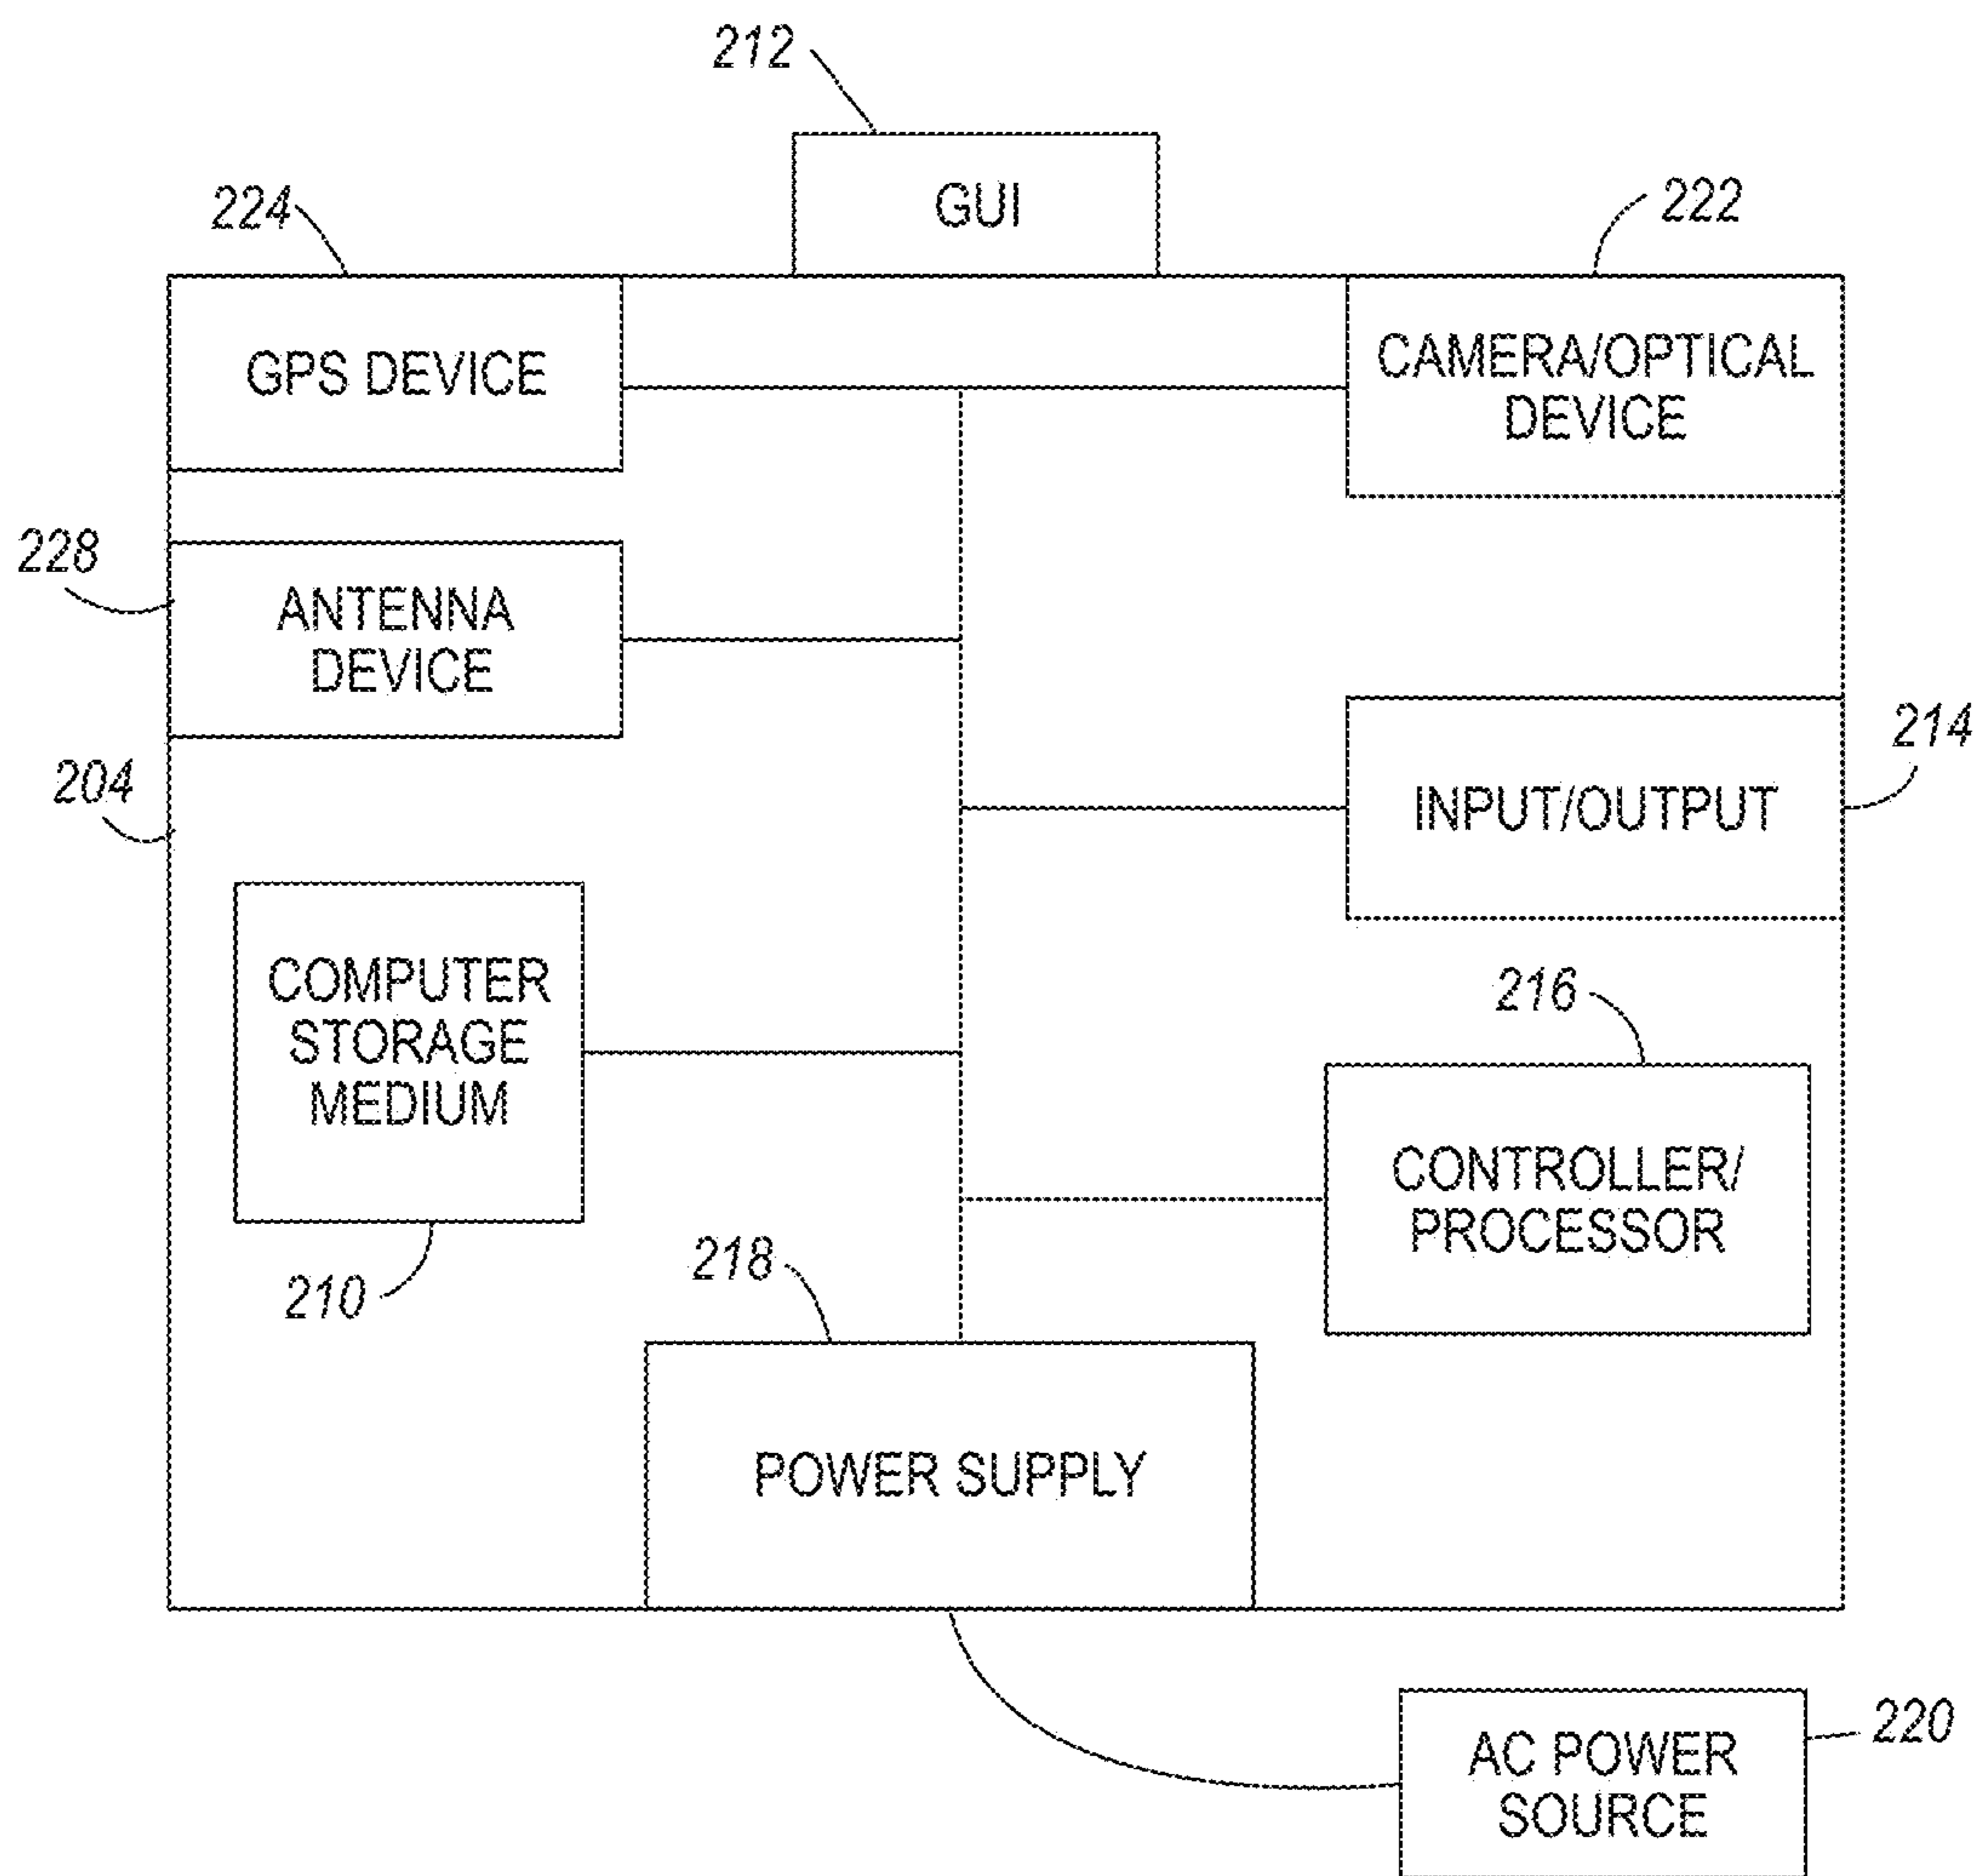 212
GUI
224
222
GPS DEVICE
CAMERA/OPTICAL
DEVICE
228
ANTENNA
DEVICE
204
214
INPUT/OUTPUT
COMPUTER
STORAGE
MEDIUM
210
216
CONTROLLER/
PROCESSOR
218
POWER SUPPLY
220
AC POWER
SOURCE